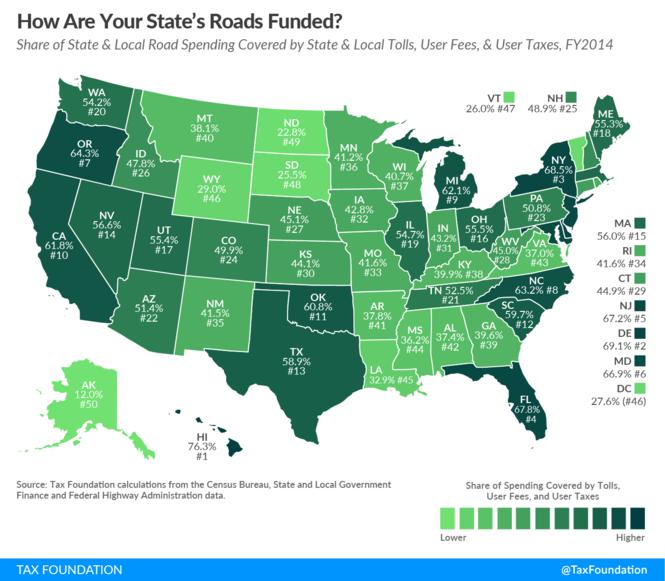 How Are Your State's Roads Funded?
Share of State & Local Road Spending Covered by State & Local Tolls, User Fees, & User Taxes, FY2014
WA
54.2%
#20
OR
64.3%
#7
CA
61.8%
#10
NV
56.6%
#14
ID
47.8%
#26
MT
38.1%
#40
WY
29.0%
#46
UT
55.4%
#17
CO
49.9%
#24
AZ
51.4%
#22
NM
41.5%
#35
ND
22.8%
#49
SD
25.5%
#48
NE
45.1%
#27
KS
44.1%
#30
OK
60.8%
#11
TX
58.9%
#13
MN
41.2%
#36
IA
42.8%
#32
MO
41.6%
#33
AR
37.8%
#41
LA 32.9% #45
WI
40.7%
#37
IL
54.7%
#19
MI
62.1%
#9
IN
43.2%
#31
OH
55.5%
#16
KY
39.9% #38
TN 52.5%
#21
MS
36.2%
#44
AL
37.4%
#42
GA
39.6%
#39
FL
67.8%
#4
SC
59.7%
#12
NC
63.2% #8
VA
37.0%
#43
WV
45.0%
#28
PA
50.8%
#23
NY
68.5%
#3
ME
55.3%
#18
VT
26.0% #47
NH
48.9% #25
MA
56.0% #15
RI
41.6% #34
CT
44.9% #29
NJ
67.2% #5
DE
69.1% #2
MD
66.9% #6
DC
27.6% (#46)
AK
12.0%
#50
HI
76.3%
#1
Source: Tax Foundation calculations from the Census Bureau, State and Local Government
Finance and Federal Highway Administration data.
Share of Spending Covered by Tolls,
User Fees, and User Taxes
Lower Higher
TAX FOUNDATION @TaxFoundation